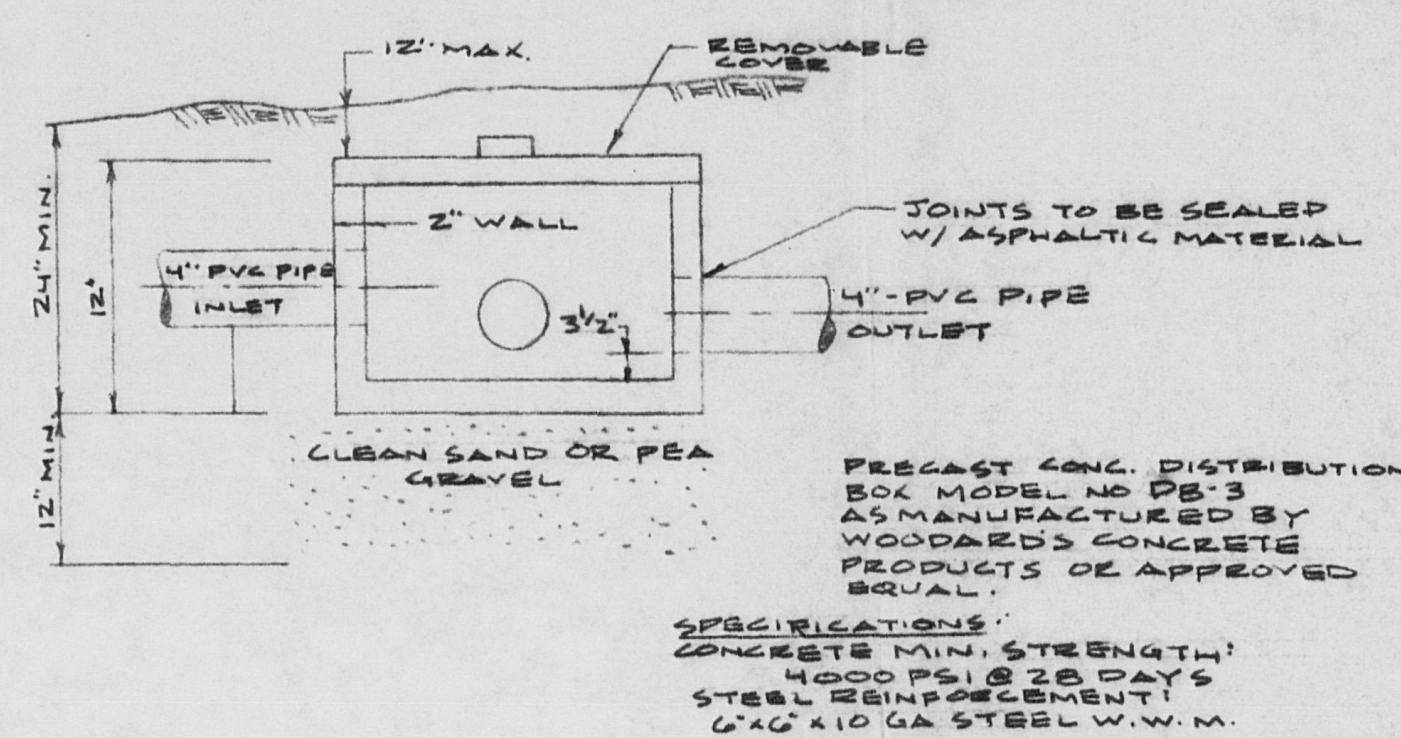 12" MAX.
REMOVABLE
COVER
24" MIN.
12"
2" WALL
4" PVC PIPE
INLET
3 1/2"
JOINTS TO BE SEALED
W/ ASPHALTIC MATERIAL
4"-PVC PIPE
OUTLET
12" MIN
CLEAN SAND OR PEA
GRAVEL
PRECAST CONC. DISTRIBUTION
BOX MODEL NO DB-3
AS MANUFACTURED BY
WOODARD'S CONCRETE
PRODUCTS OR APPROVED
EQUAL.
SPECIFICATIONS:
CONCRETE MIN. STRENGTH:
4000 PSI @ 28 DAYS
STEEL REINFORCEMENT:
6"x6"x10 GA STEEL W.W.M.